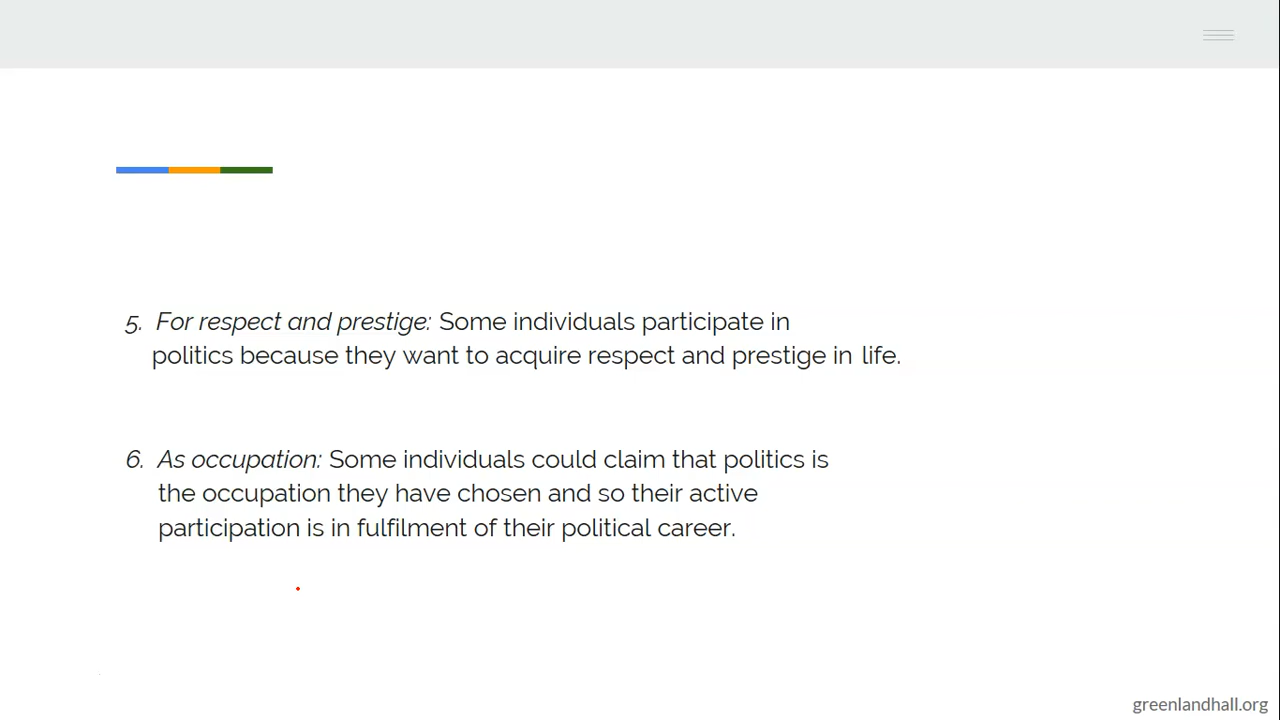 5. For respect and prestige: Some individuals participate in
politics because they want to acquire respect and prestige in life.
6. As occupation: Some individuals could claim that politics is
the occupation they have chosen and so their active
participation is in fulfilment of their political career.
greenlandhall.org